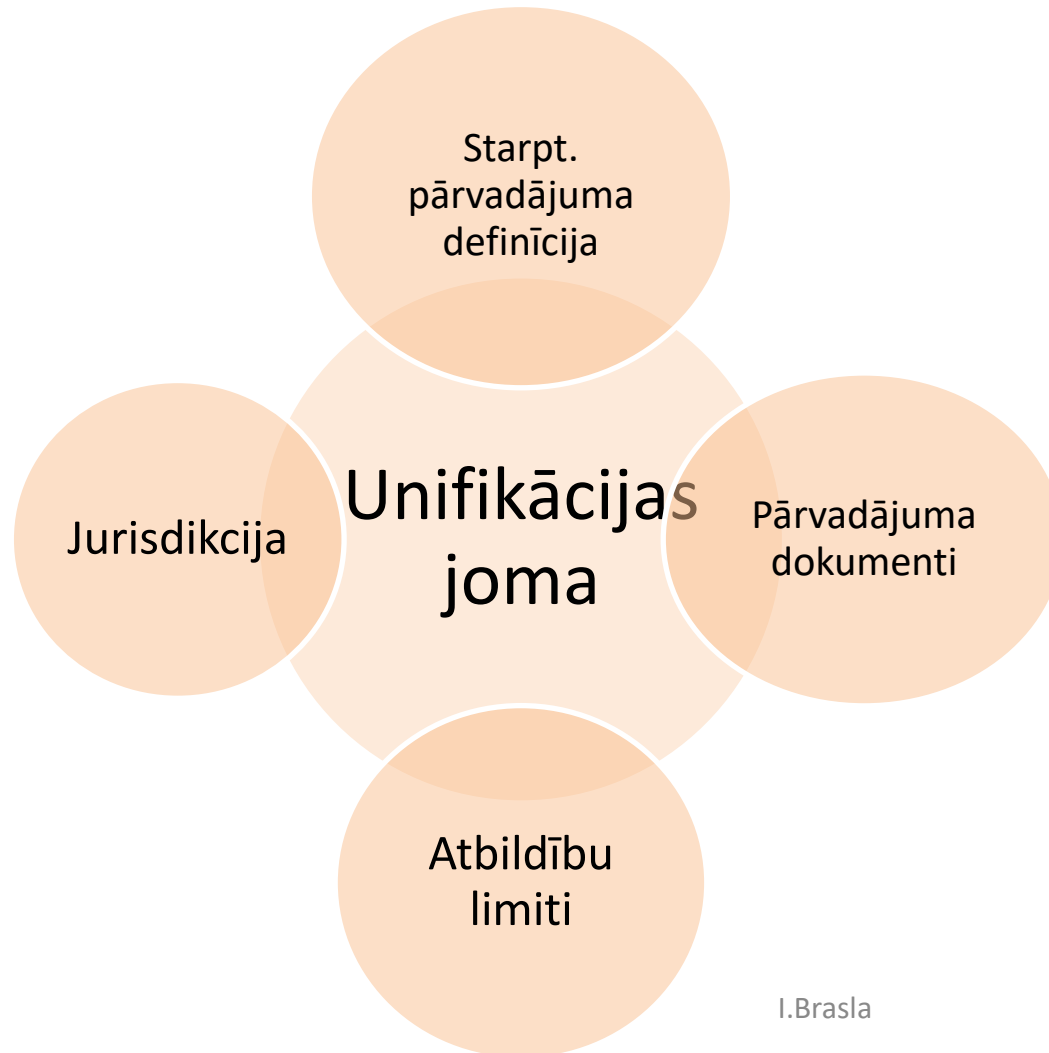 Starpt.
pārvadājuma
definīcija
Jurisdikcija
Unifikācijas
joma
Pārvadājuma
dokumenti
Atbildību
limiti
I.Brasla